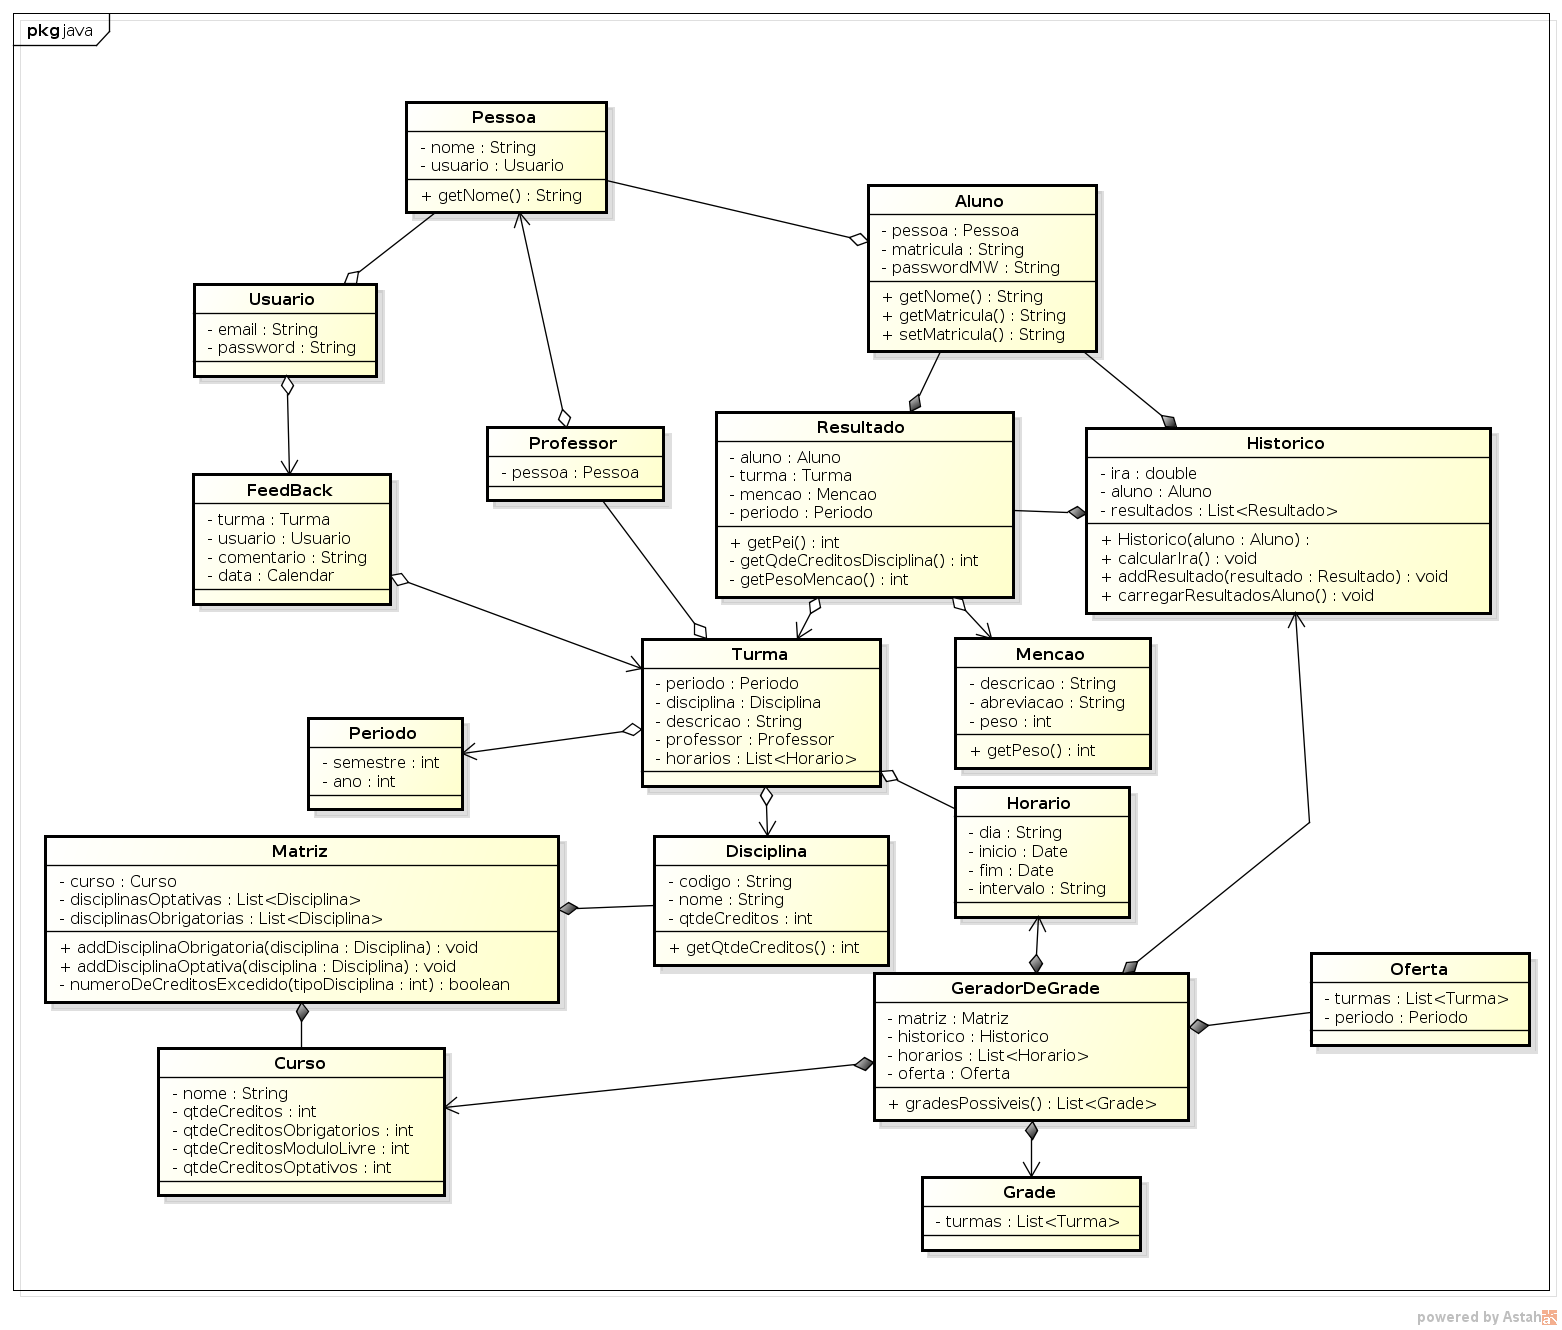 pkg java
Pessoa
- nome : String
- usuario : Usuario
+ getNome() : String
Aluno
- pessoa : Pessoa
- matricula : String
- passwordMW : String
+ getNome() : String
+ getMatricula() : String
+ setMatricula() : String
Usuario
- email : String
- password : String
Professor
- pessoa : Pessoa
Resultado
- aluno : Aluno
- turma : Turma
- mencao : Mencao
- periodo : Periodo
+ getPei() : int
- getQdeCreditosDisciplina() : int
- getPesoMencao() : int
Historico
- ira : double
- aluno : Aluno
- resultados : List<Resultado>
+ Historico(aluno : Aluno) :
+ calcularIra() : void
+ addResultado(resultado : Resultado) : void
+ carregarResultadosAluno() : void
FeedBack
- turma : Turma
- usuario : Usuario
- comentario : String
- data : Calendar
Turma
- periodo : Periodo
- disciplina : Disciplina
- descricao : String
- professor : Professor
- horarios : List<Horario>
Mencao
- descricao : String
- abreviacao : String
- peso : int
+ getPeso() : int
Periodo
- semestre : int
- ano : int
Horario
- dia : String
- inicio : Date
- fim : Date
- intervalo : String
Matriz
- curso : Curso
- disciplinasOptativas : List<Disciplina>
- disciplinasObrigatorias : List<Disciplina>
+ addDisciplinaObrigatoria(disciplina : Disciplina) : void
+ addDisciplinaOptativa(disciplina : Disciplina) : void
- numeroDeCreditosExcedido(tipoDisciplina : int) : boolean
Disciplina
- codigo : String
- nome : String
- qtdeCreditos : int
+ getQtdeCreditos() : int
GeradorDeGrade
- matriz : Matriz
- historico : Historico
- horarios : List<Horario>
- oferta : Oferta
+ gradesPossiveis() : List<Grade>
Oferta
- turmas : List<Turma>
- periodo : Periodo
Curso
- nome : String
- qtdeCreditos : int
- qtdeCreditosObrigatorios : int
- qtdeCreditosModuloLivre : int
- qtdeCreditosOptativos : int
Grade
- turmas : List<Turma>
powered by Astah